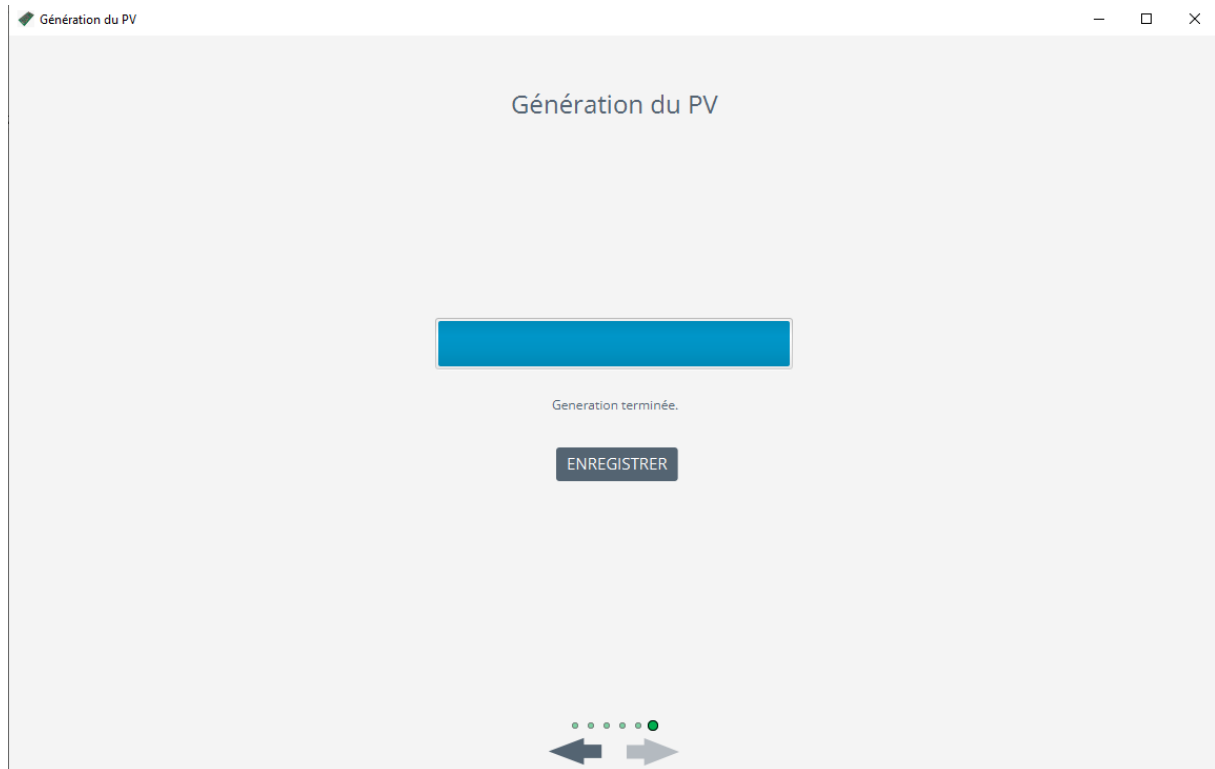 Génération du PV
Génération du PV
Generation terminée.
ENREGISTRER